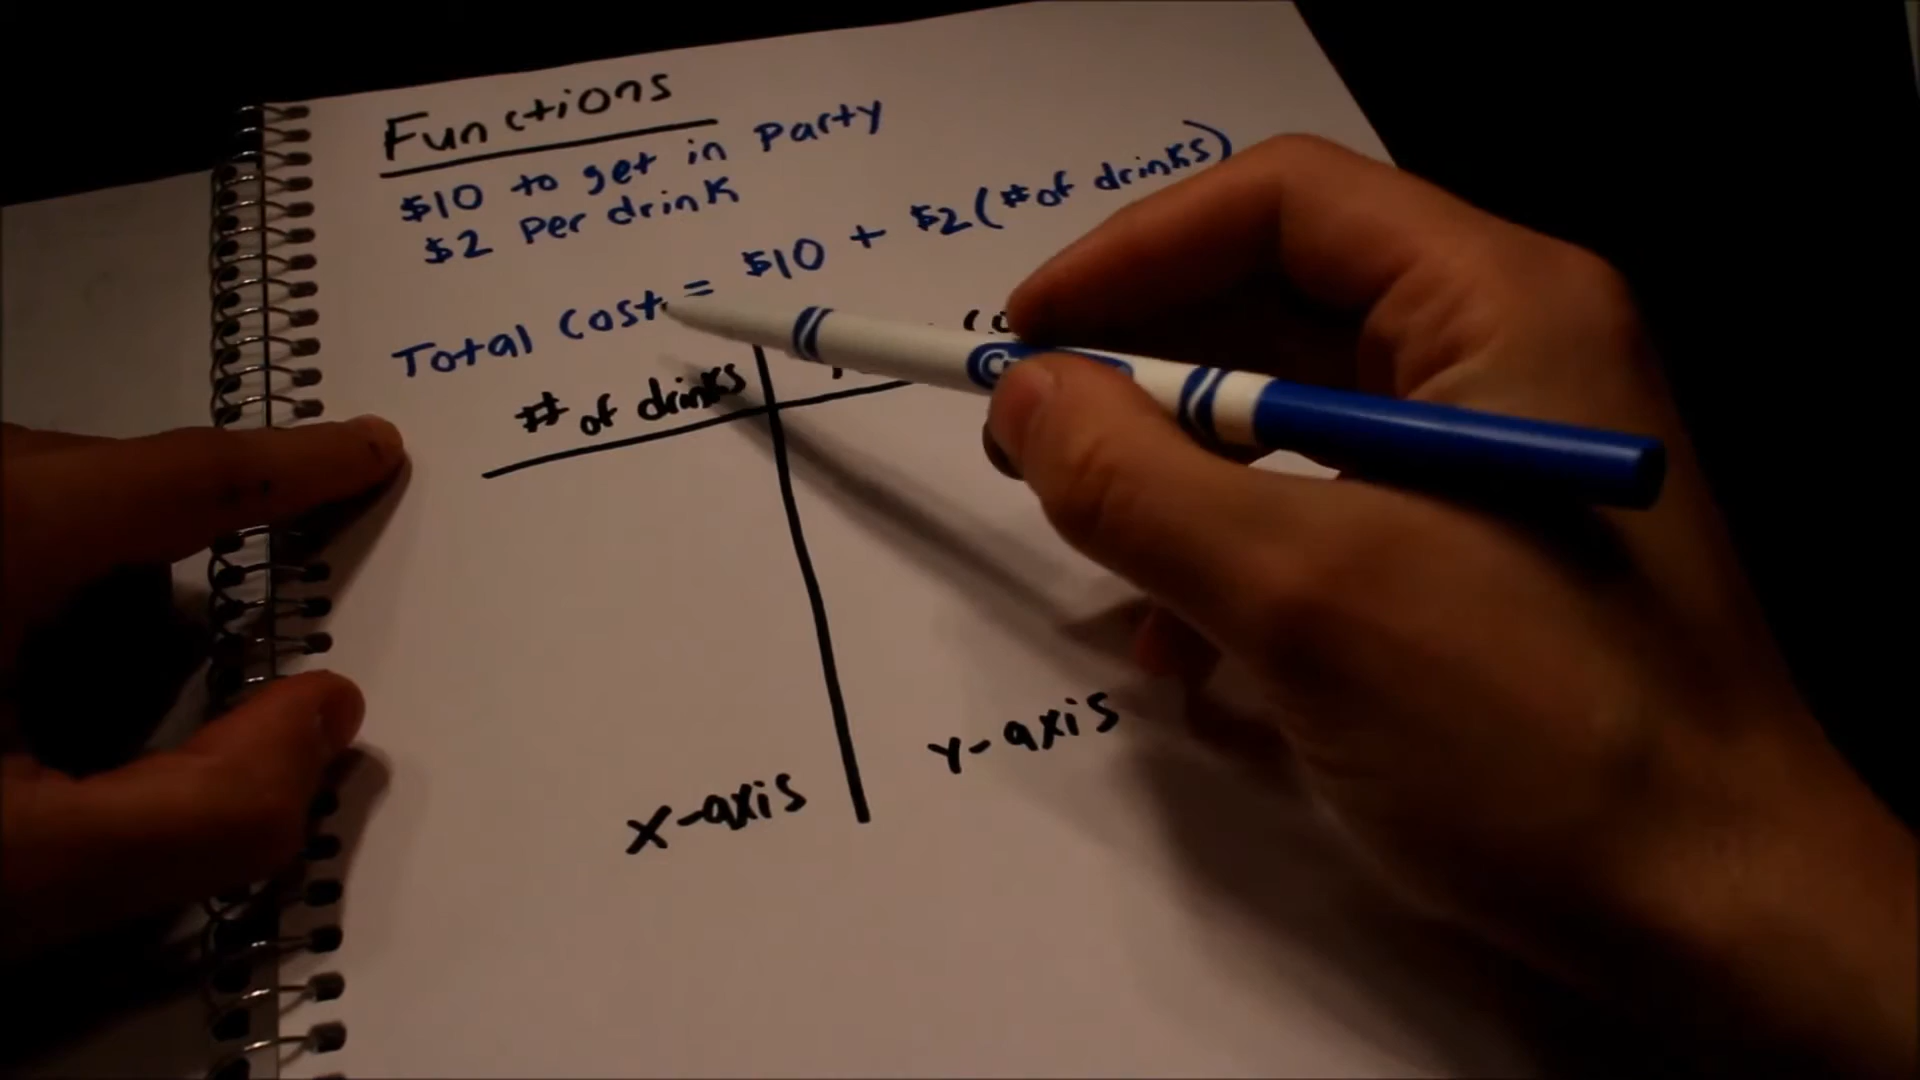 Functions
$10 to get in Party
$2 Per drink
Total Cost = $10 + $2(# of drinks)
# of drinks
x-axis
y-axis